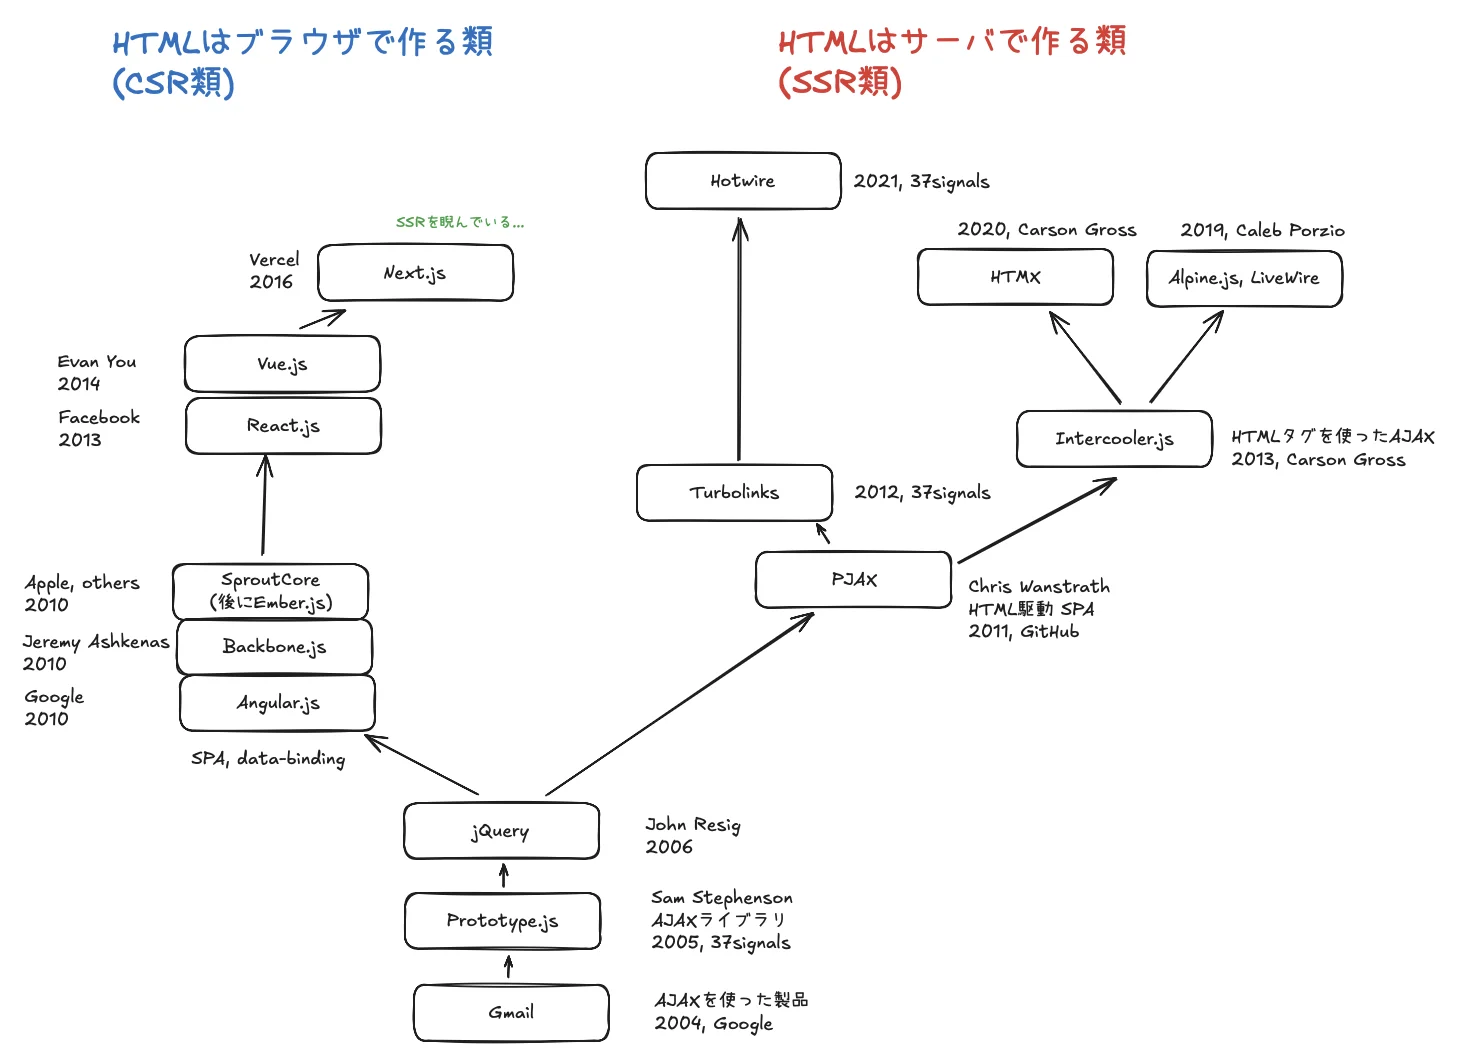 HTMLはブラウザで作る類
(CSR類)
HTMLはサーバで作る類
(SSR類)
Hotwire
2021, 37signals
SSRを睨んでいる...
Vercel
2016
Next.js
2020, Carson Gross
HTMX
2019, Caleb Porzio
Alpine.js, LiveWire
Evan You
2014
Vue.js
Facebook
2013
React.js
Intercooler.js
HTMLタグを使ったAJAX
2013, Carson Gross
Turbolinks
2012, 37signals
PJAX
Chris Wanstrath
HTML駆動 SPA
2011, GitHub
Apple, others
2010
SproutCore
(後にEmber.js)
Jeremy Ashkenas
2010
Backbone.js
Google
2010
Angular.js
SPA, data-binding
jQuery
John Resig
2006
Prototype.js
Sam Stephenson
AJAXライブラリ
2005, 37signals
Gmail
AJAXを使った製品
2004, Google